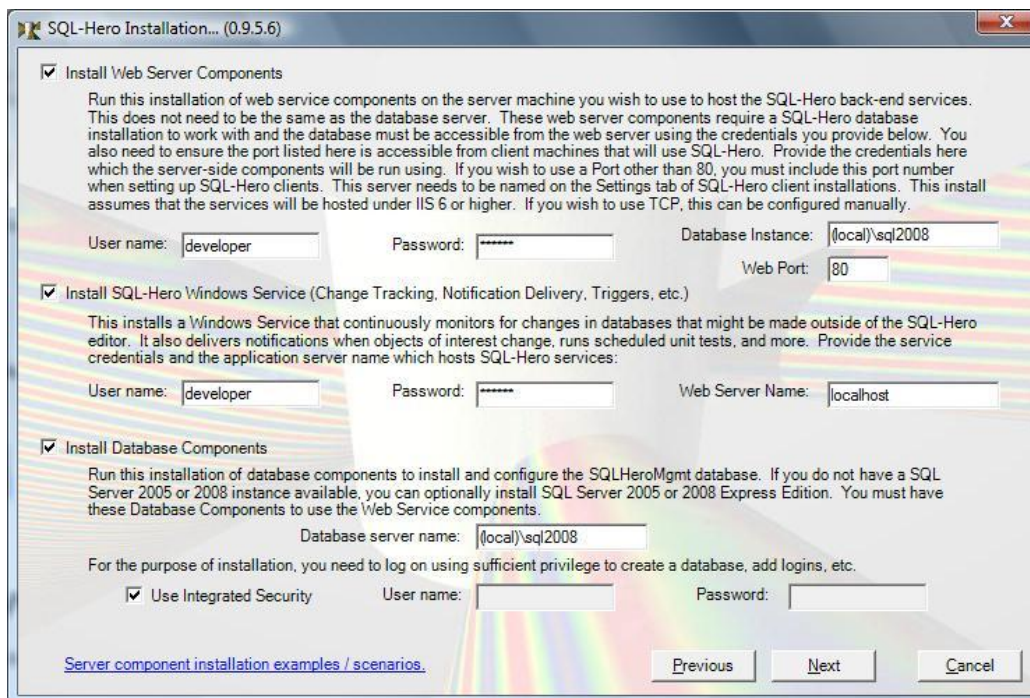 SQL-Hero Installation... (0.9.5.6)
Install Web Server Components
Run this installation of web service components on the server machine you wish to use to host the SQL-Hero back-end services.
This does not need to be the same as the database server. These web server components require a SQL-Hero database
installation to work with and the database must be accessible from the web server using the credentials you provide below. You
also need to ensure the port listed here is accessible from client machines that will use SQL-Hero. Provide the credentials here
which the server-side components will be run using. If you wish to use a Port other than 80, you must include this port number
when setting up SQL-Hero clients. This server needs to be named on the Settings tab of SQL-Hero client installations. This install
assumes that the services will be hosted under IIS 6 or higher. If you wish to use TCP, this can be configured manually.
User name: developer Password: ****** Database Instance: (local)\sql2008
Web Port: 80
Install SQL-Hero Windows Service (Change Tracking, Notification Delivery, Triggers, etc.)
This installs a Windows Service that continuously monitors for changes in databases that might be made outside of the SQL-Hero
editor. It also delivers notifications when objects of interest change, runs scheduled unit tests, and more. Provide the service
credentials and the application server name which hosts SQL-Hero services:
User name: developer Password: ****** Web Server Name: localhost
Install Database Components
Run this installation of database components to install and configure the SQLHeroMgmt database. If you do not have a SQL
Server 2005 or 2008 instance available, you can optionally install SQL Server 2005 or 2008 Express Edition. You must have
these Database Components to use the Web Service components.
Database server name: (local)\sql2008
For the purpose of installation, you need to log on using sufficient privilege to create a database, add logins, etc.
Use Integrated Security User name: Password:
Server component installation examples / scenarios. Previous Next Cancel